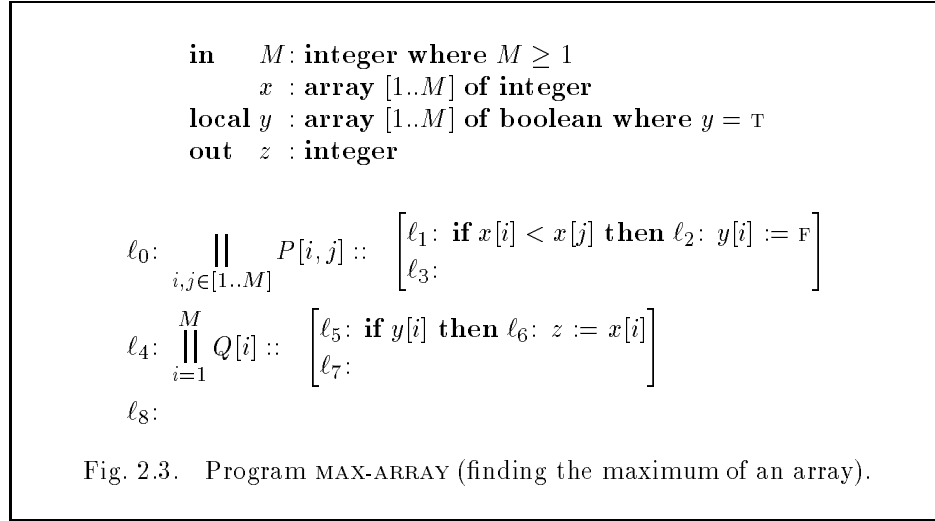 in M: integer where M ≥ 1
x : array [1..M] of integer
local y : array [1..M] of boolean where y = T
out z : integer
ℓ0: || i,j∈[1..M] P[i, j] :: [ℓ1: if x[i] < x[j] then ℓ2: y[i] := F
ℓ3: ]
ℓ4: M || i=1 Q[i] :: [ℓ5: if y[i] then ℓ6: z := x[i]
ℓ7: ]
ℓ8:
Fig. 2.3. Program MAX-ARRAY (finding the maximum of an array).